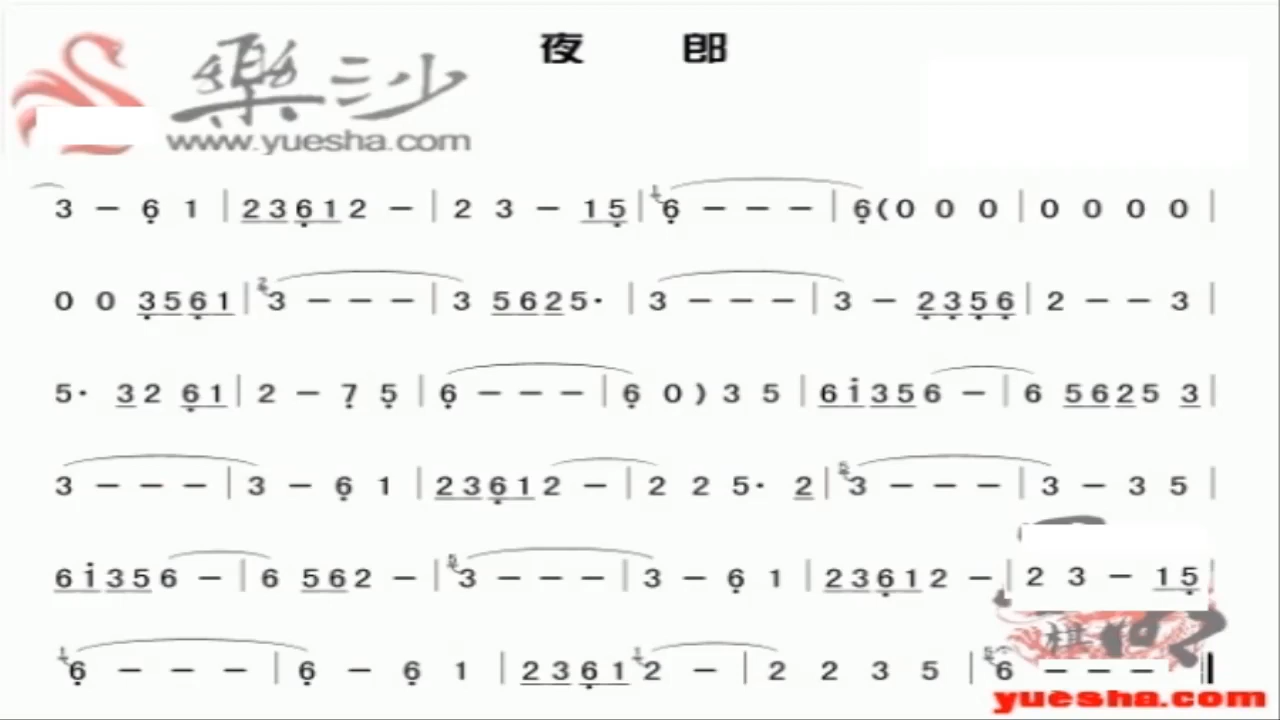 夜 郎
樂沙
www.yuesha.com
3 – 6 1 | 2 3 6 1 2 – | 2 3 – 1 5 | 1 6 – – – | 6 ( 0 0 0 | 0 0 0 0 |
0 0 3 5 6 1 | 2 3 – – – | 3 5 6 2 5 · | 3 – – – | 3 – 2 3 5 6 | 2 – – 3 |
5 · 3 2 6 1 | 2 – 7 5 | 6 – – – | 6 0 ) 3 5 | 6 i 3 5 6 – | 6 5 6 2 5 3 |
3 – – – | 3 – 6 1 | 2 3 6 1 2 – | 2 2 5 · 2 | 3 – – – | 3 – 3 5 |
6 i 3 5 6 – | 6 5 6 2 – | 3 – – – | 3 – 6 1 | 2 3 6 1 2 – | 2 3 – 1 5
1 6 – – – | 6 – 6 1 | 2 3 6 1 1 2 – | 2 2 3 5 | 6 – – –
yuesha.com